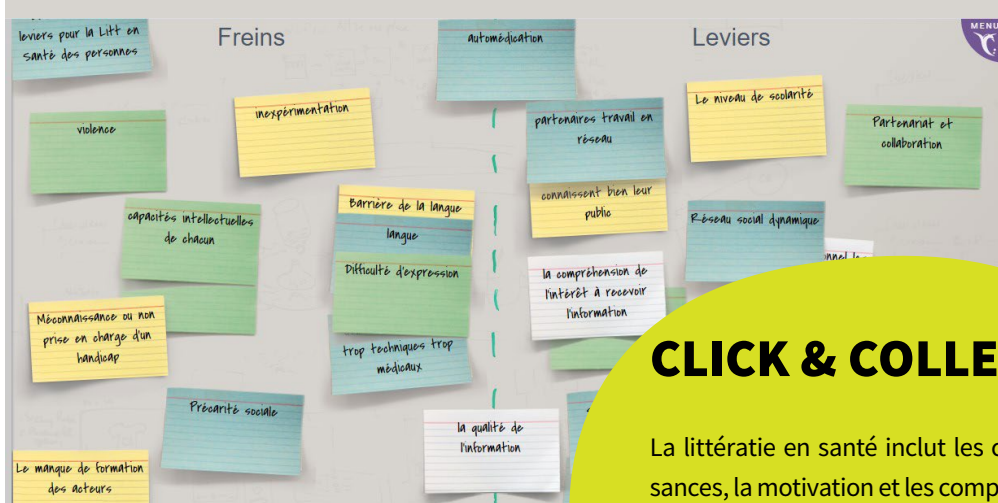 leviers pour la Litt en
santé des personnes
Freins
automédication
Leviers
MENU
violence
inexpérimentation
partenaires travail en
réseau
Le niveau de scolarité
Partenariat et
collaboration
connaissent bien leur
public
capacités intellectuelles
de chacun
Barrière de la langue
langue
Difficulté d'expression
Réseau social dynamique
la compréhension de
l'intérêt à recevoir
l'information
Méconnaissance ou non
prise en charge d'un
handicap
trop techniques trop
médicaux
Précarité sociale
la qualité de
l'information
Le manque de formation
des acteurs
CLICK & COLLE
La littératie en santé inclut les c
sances, la motivation et les comp